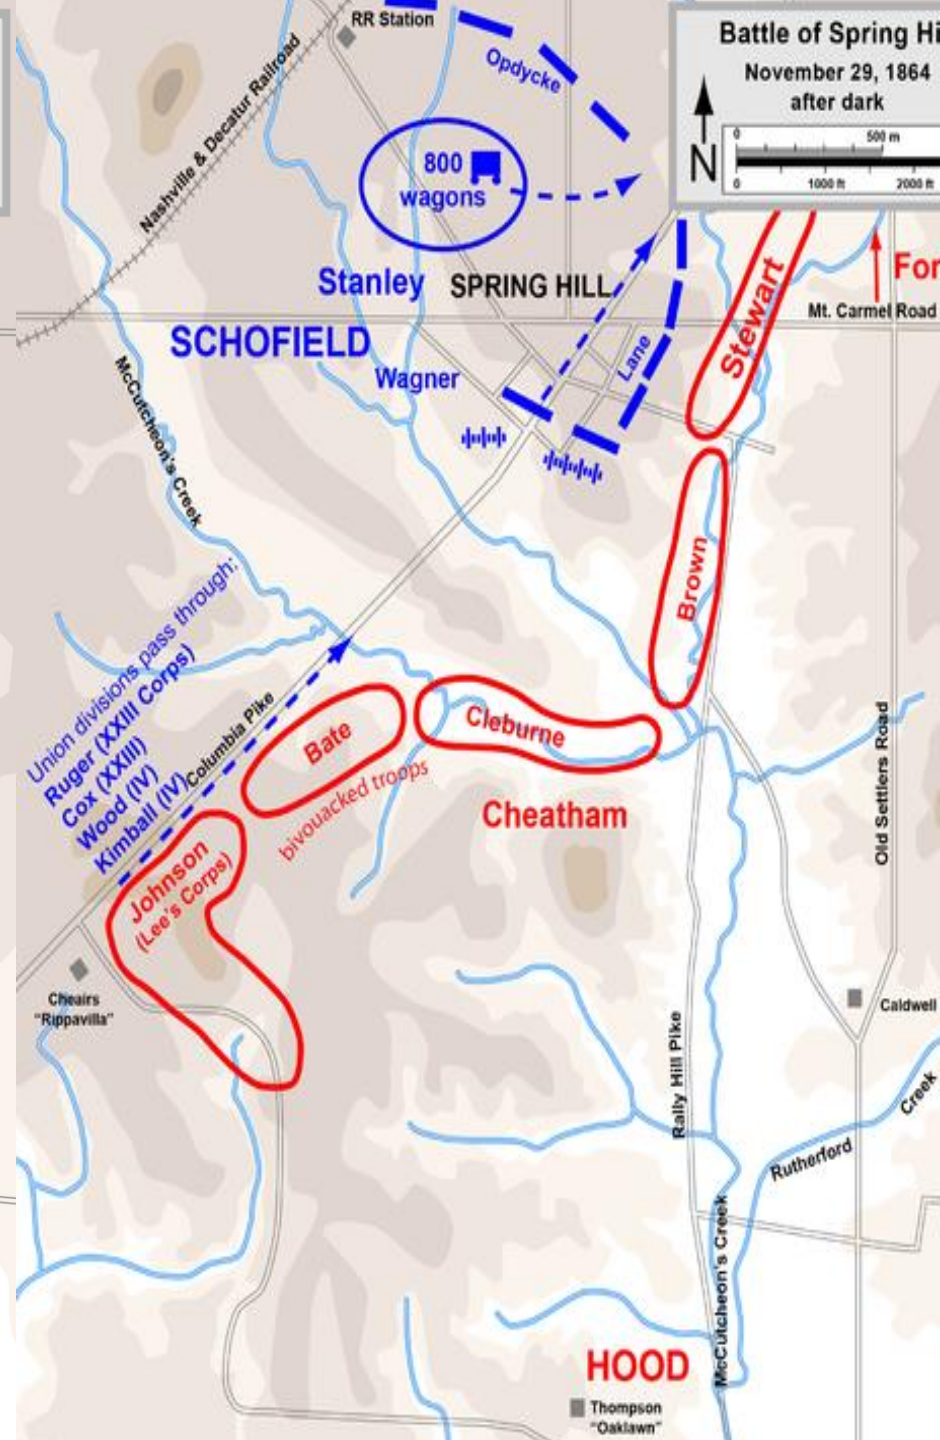 RR Station
Battle of Spring Hi
November 29, 1864
after dark
0
500 m
0
1000 ft
2000 ft
N
Opdycke
Nashville & Decatur Railroad
800
wagons
Stanley
SPRING HILL
SCHOFIELD
Wagner
Lane
Stewart
For
Mt. Carmel Road
McCutcheon's Creek
Brown
Union divisions pass through:
Ruger (XXIII Corps)
Cox (XXIII)
Wood (IV)
Kimball (IV)
Columbia Pike
Bate
Cleburne
bivouacked troops
Cheatham
Johnson
(Lee's Corps)
Old Settlers Road
Cheairs
"Rippavilla"
Caldwell
Rally Hill Pike
Rutherford
Creek
McCutcheon's Creek
HOOD
Thompson
"Oaklawn"